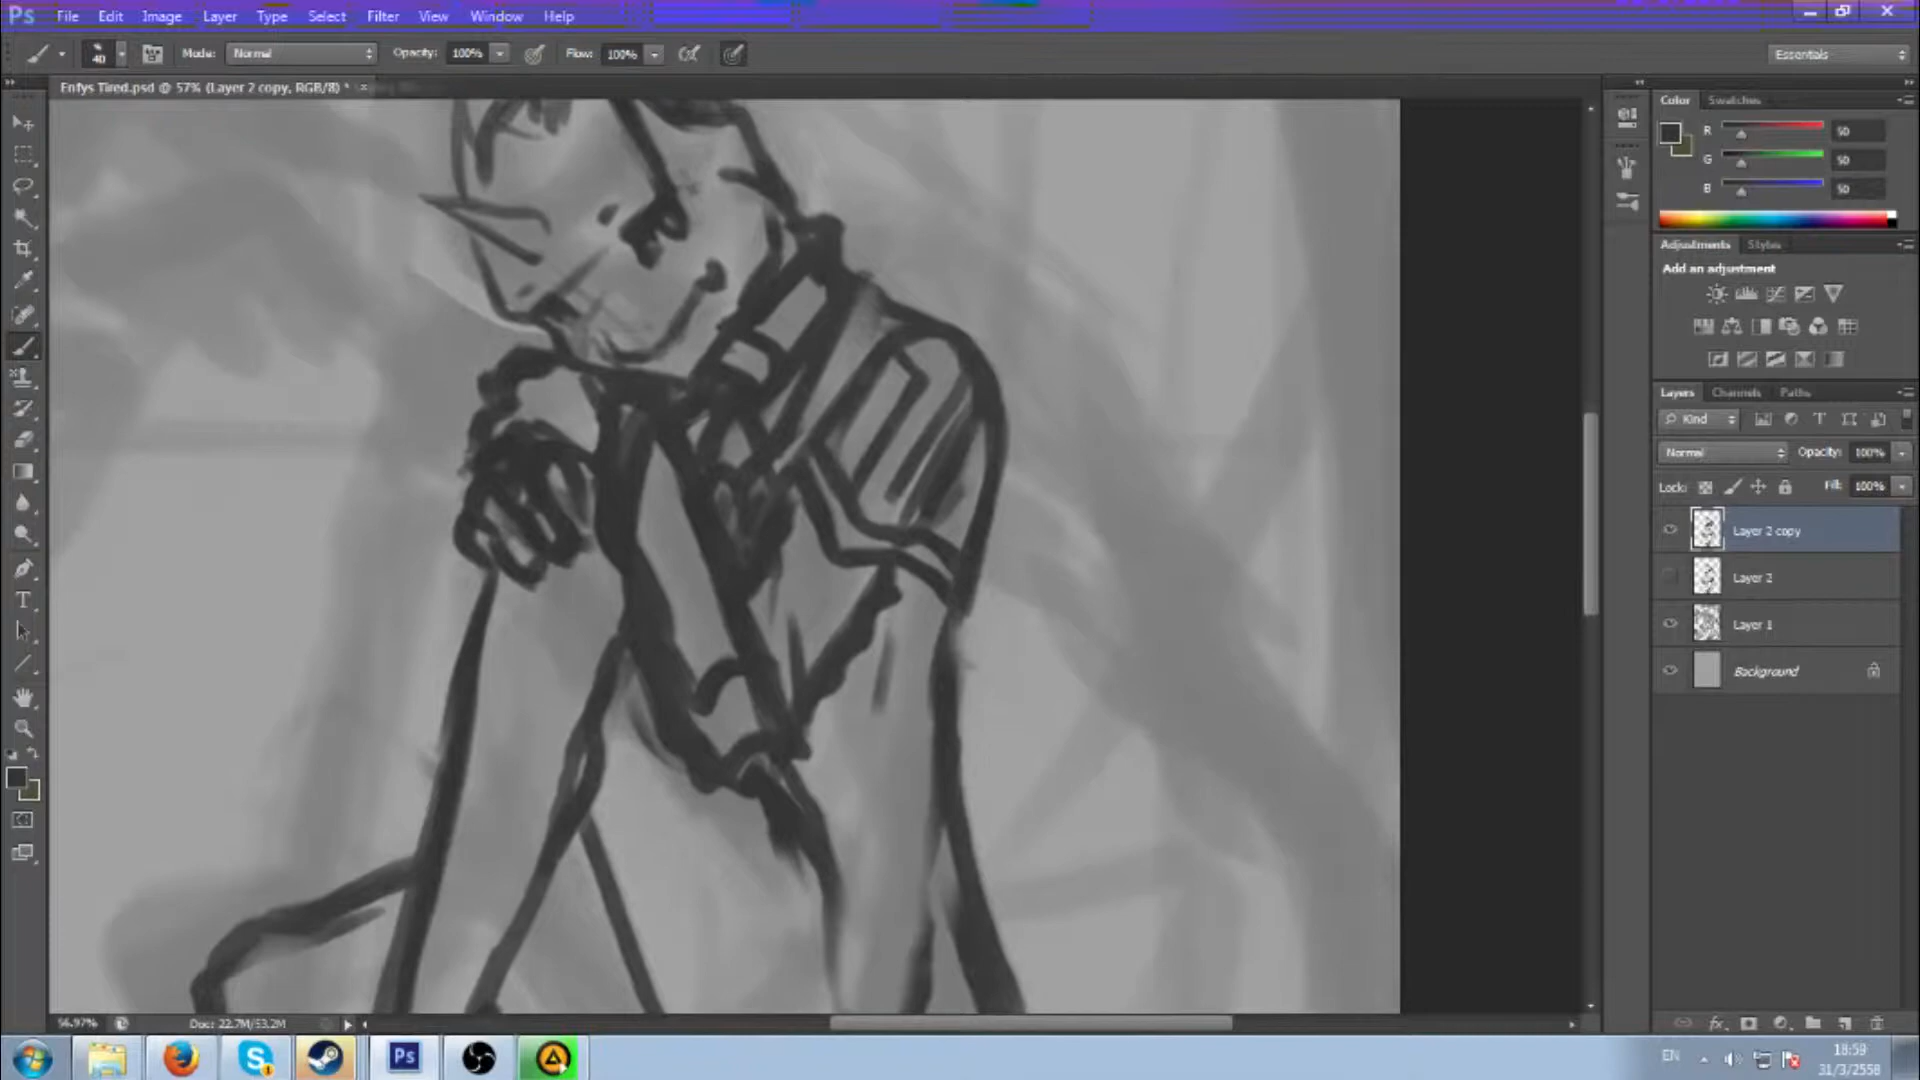 Ps File Edit Image Layer Type Select Filter View Window Help
40 Mode: Normal Opacity: 100% Flow: 100% Essentials
Enfys Tired.psd @ 57% (Layer 2 copy, RGB/8) * ×
Color Swatches
R 50
G 50
B 50
Adjustments Styles
Add an adjustment
Layers Channels Paths
Kind
Normal Opacity: 100%
Lock: Fill: 100%
Layer 2 copy
Layer 2
Layer 1
Background
56.97% Doc: 22.7M/53.2M
Ps EN 18:59
31/3/2558